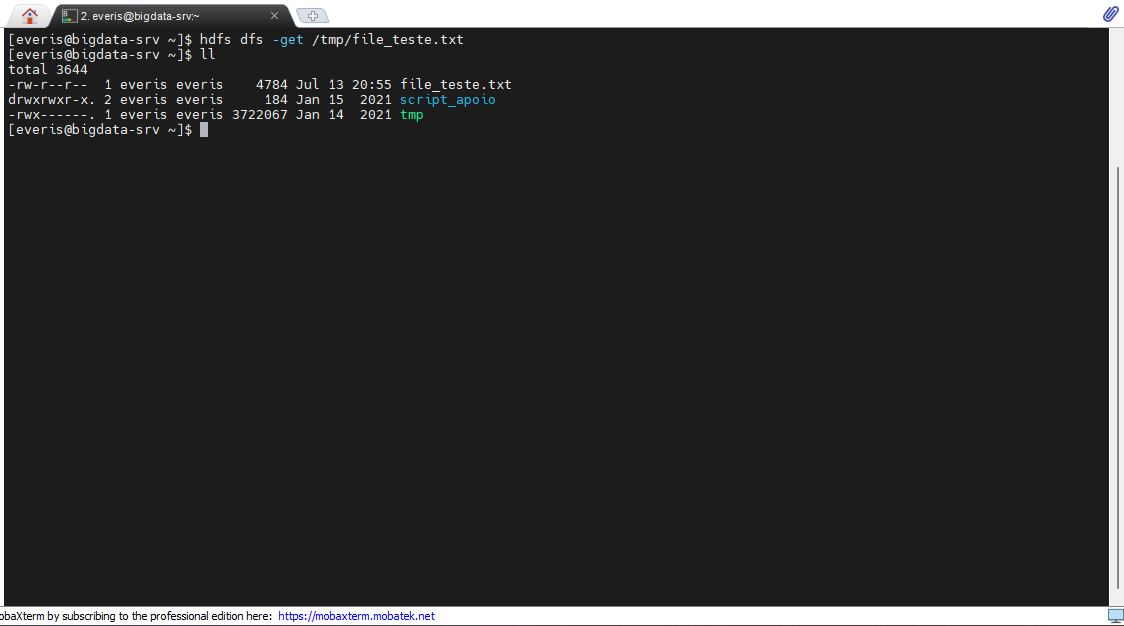 2. everis@bigdata-srv:~
[everis@bigdata-srv ~]$ hdfs dfs -get /tmp/file_teste.txt
[everis@bigdata-srv ~]$ ll
total 3644
-rw-r--r--  1 everis everis    4784 Jul 13 20:55 file_teste.txt
drwxrwxr-x. 2 everis everis     184 Jan 15  2021 script_apoio
-rwx------. 1 everis everis 3722067 Jan 14  2021 tmp
[everis@bigdata-srv ~]$
obaXterm by subscribing to the professional edition here: https://mobaxterm.mobatek.net